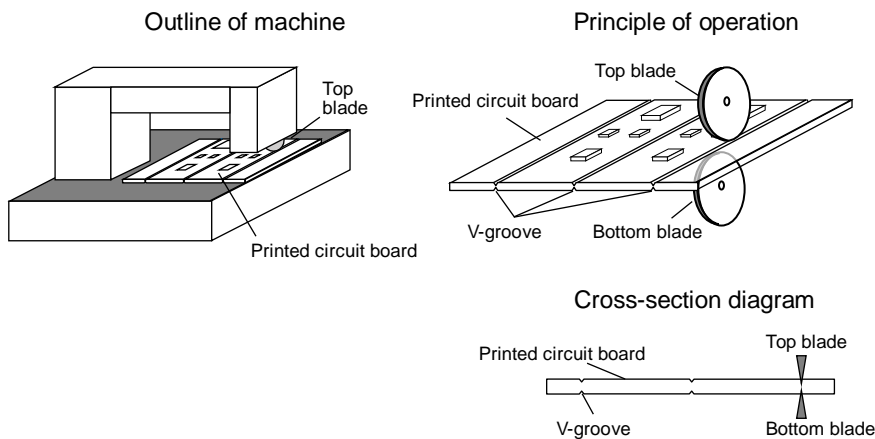 Outline of machine
Top
blade
Printed circuit board
Principle of operation
Top blade
Printed circuit board
V-groove
Bottom blade
Cross-section diagram
Top blade
Printed circuit board
V-groove
Bottom blade